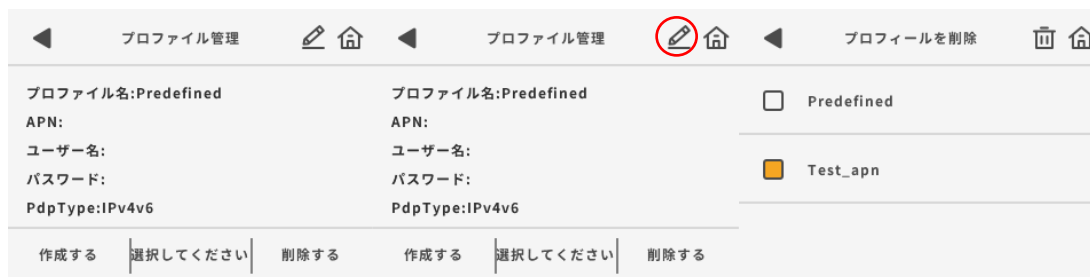 プロファイル管理
プロファイル名:Predefined
APN:
ユーザー名:
パスワード:
PdpType:IPv4v6
作成する
選択してください
削除する
プロファイル管理
プロファイル名:Predefined
APN:
ユーザー名:
パスワード:
PdpType:IPv4v6
作成する
選択してください
削除する
プロフィールを削除
Predefined
Test_apn